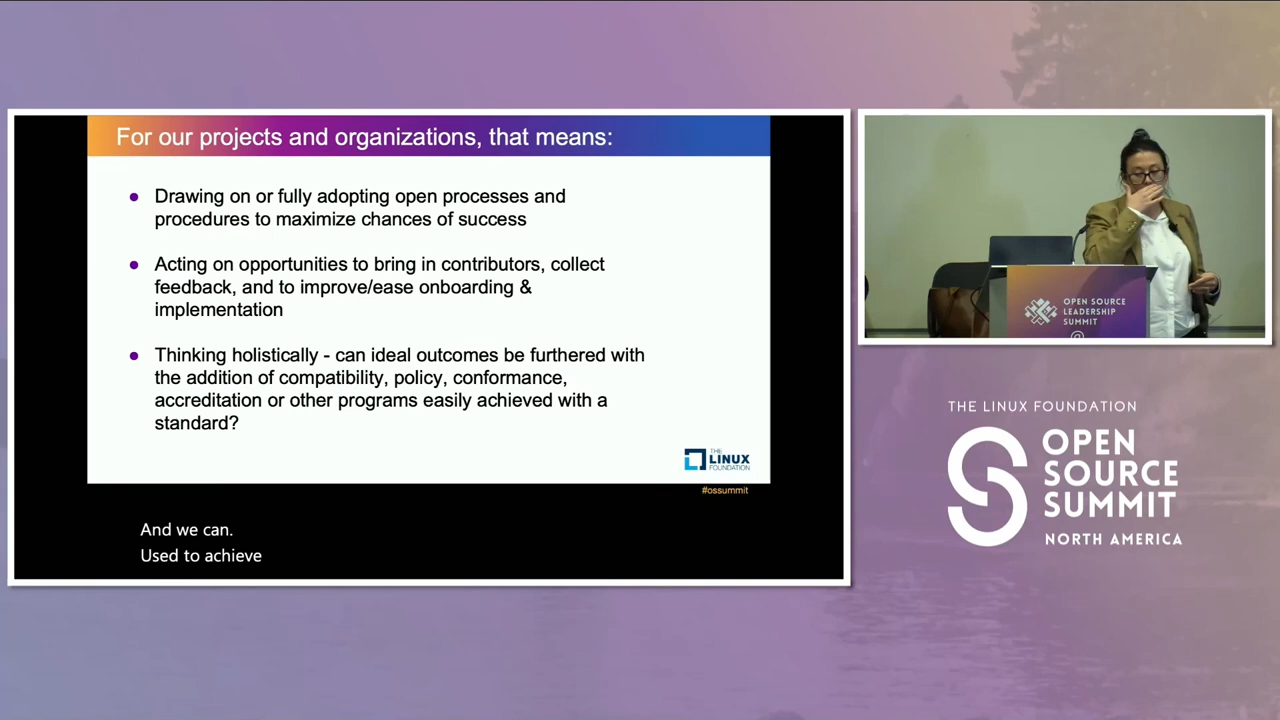 For our projects and organizations, that means:
Drawing on or fully adopting open processes and
procedures to maximize chances of success
Acting on opportunities to bring in contributors, collect
feedback, and to improve/ease onboarding &
implementation
Thinking holistically - can ideal outcomes be furthered with
the addition of compatibility, policy, conformance,
accreditation or other programs easily achieved with a
standard?
THE
LINUX
FOUNDATION
#ossummit
And we can.
Used to achieve
OPEN SOURCE
LEADERSHIP
SUMMIT
@
THE LINUX FOUNDATION
OPEN
SOURCE
SUMMIT
NORTH AMERICA